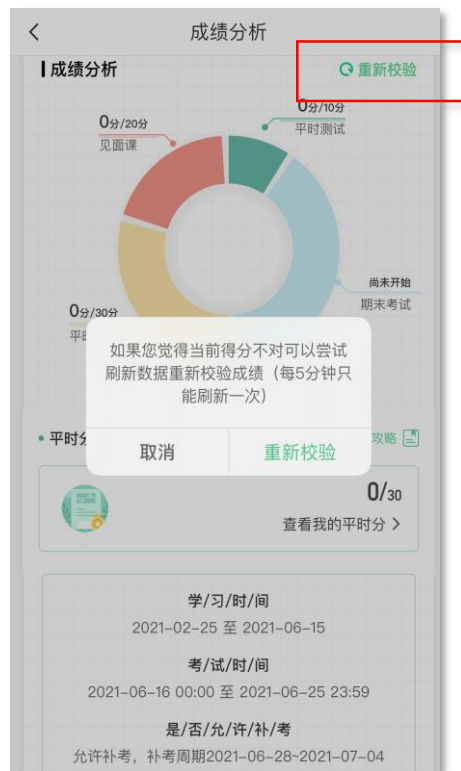 成绩分析
成绩分析
重新校验
0分/10分
平时测试
0分/20分
见面课
尚未开始
期末考试
0分/30分
平时
如果您觉得当前得分不对可以尝试
刷新数据重新校验成绩（每5分钟只
能刷新一次）
取消
重新校验
平时分
攻略
0/30
查看我的平时分
学/习/时/间
2021-02-25 至 2021-06-15
考/试/时/间
2021-06-16 00:00 至 2021-06-25 23:59
是/否/允/许/补/考
允许补考，补考周期2021-06-28~2021-07-04